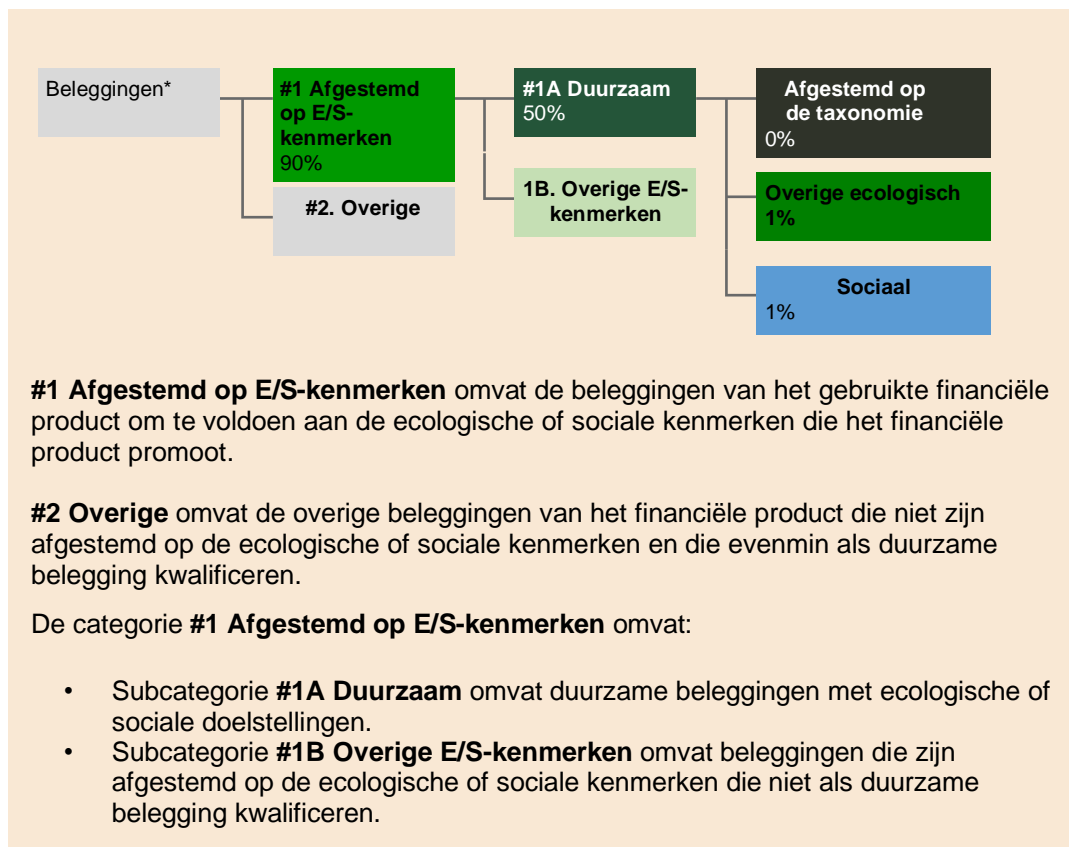 Beleggingen*
#1 Afgestemd
op E/S-
kenmerken
90%
#2. Overige
#1A Duurzaam
50%
1B. Overige E/S-
kenmerken
Afgestemd op
de taxonomie
0%
Overige ecologisch
1%
Sociaal
1%
#1 Afgestemd op E/S-kenmerken omvat de beleggingen van het gebruikte financiële
product om te voldoen aan de ecologische of sociale kenmerken die het financiële
product promoot.
#2 Overige omvat de overige beleggingen van het financiële product die niet zijn
afgestemd op de ecologische of sociale kenmerken en die evenmin als duurzame
belegging kwalificeren.
De categorie #1 Afgestemd op E/S-kenmerken omvat:
• Subcategorie #1A Duurzaam omvat duurzame beleggingen met ecologische of
sociale doelstellingen.
• Subcategorie #1B Overige E/S-kenmerken omvat beleggingen die zijn
afgestemd op de ecologische of sociale kenmerken die niet als duurzame
belegging kwalificeren.